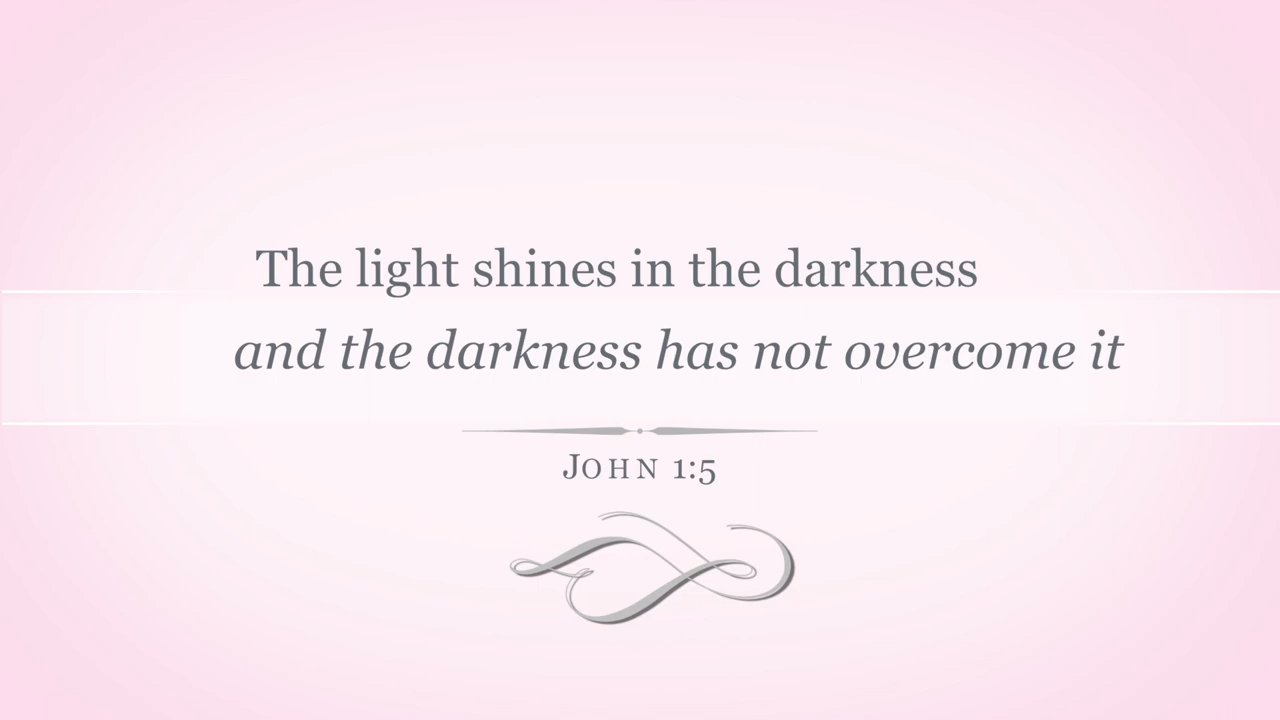 The light shines in the darkness
and the darkness has not overcome it
JOHN 1:5